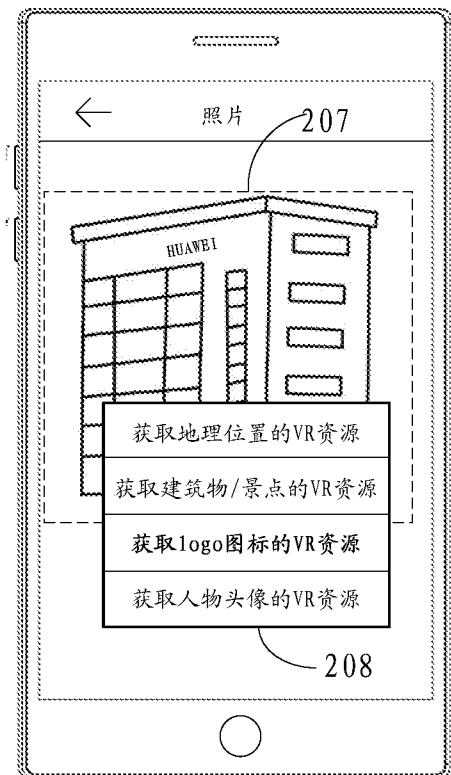 照片
207
HUAWEI
获取地理位置的VR资源
获取建筑物/景点的VR资源
获取logo图标的VR资源
获取人物头像的VR资源
208